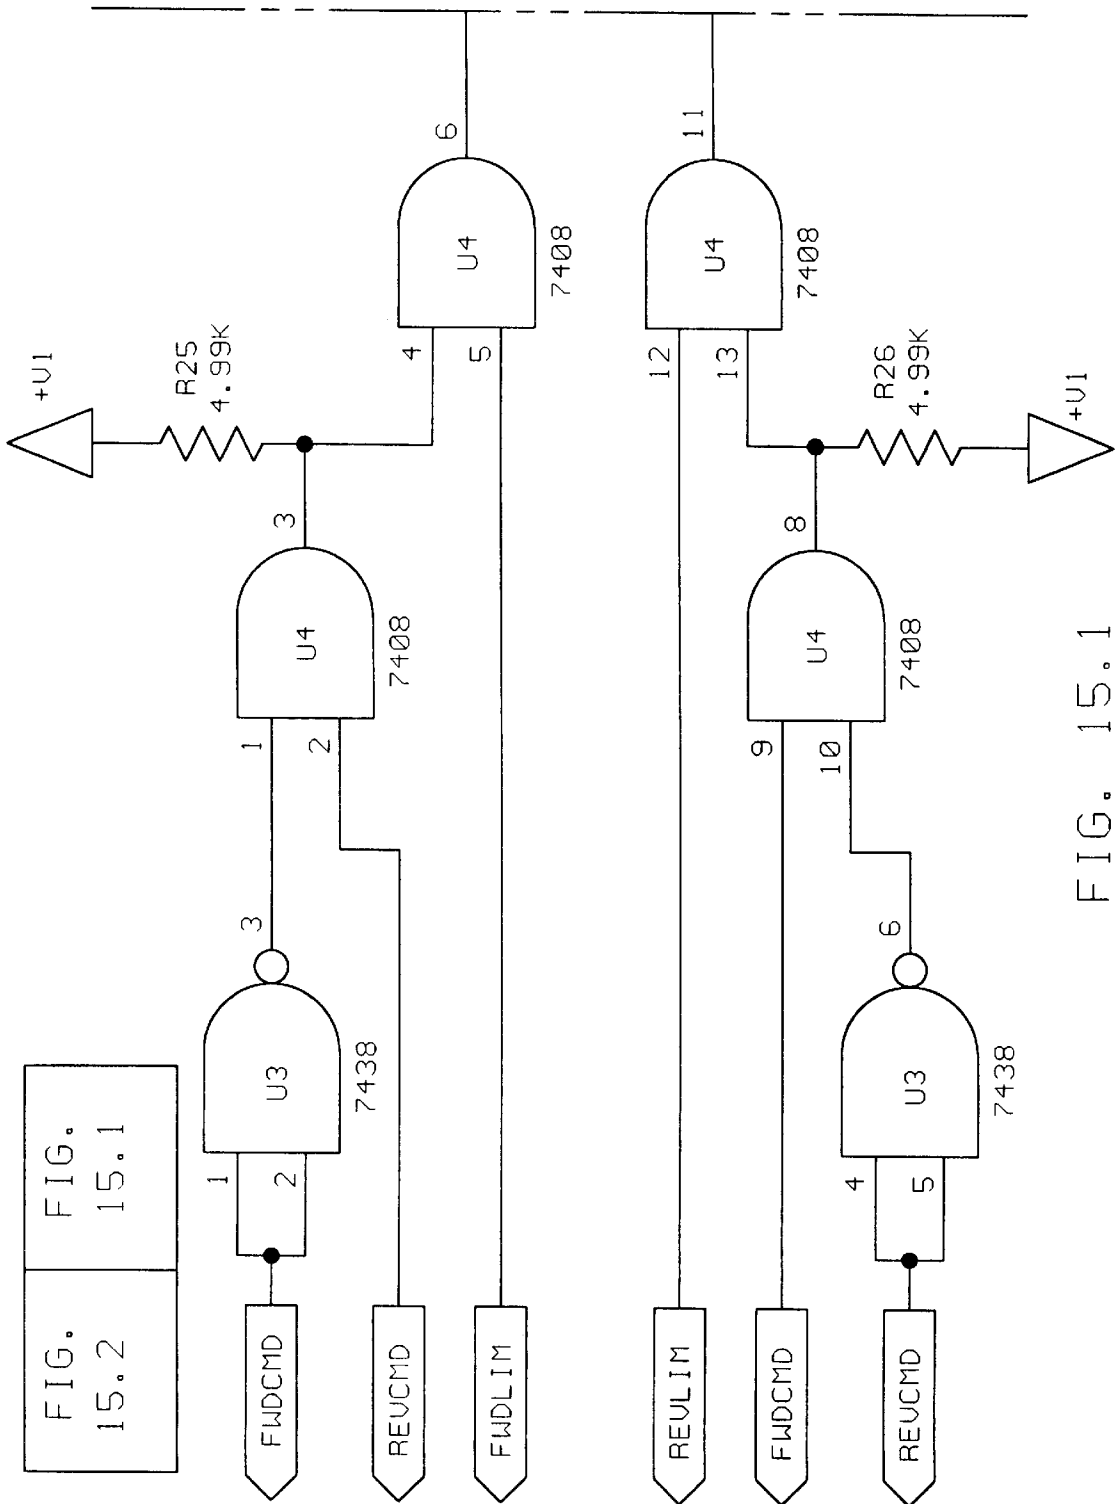 FIG. 15.2
FIG. 15.1
FWDCMD
1
2
U3
7438
3
REVCMD
1
2
U4
7408
3
+V1
R25
4.99K
FWDLIM
4
5
U4
7408
6
REVLIM
12
13
U4
7408
11
FWDCMD
9
10
U4
7408
8
R26
4.99K
+V1
REVCMD
4
5
U3
7438
6
FIG. 15.1